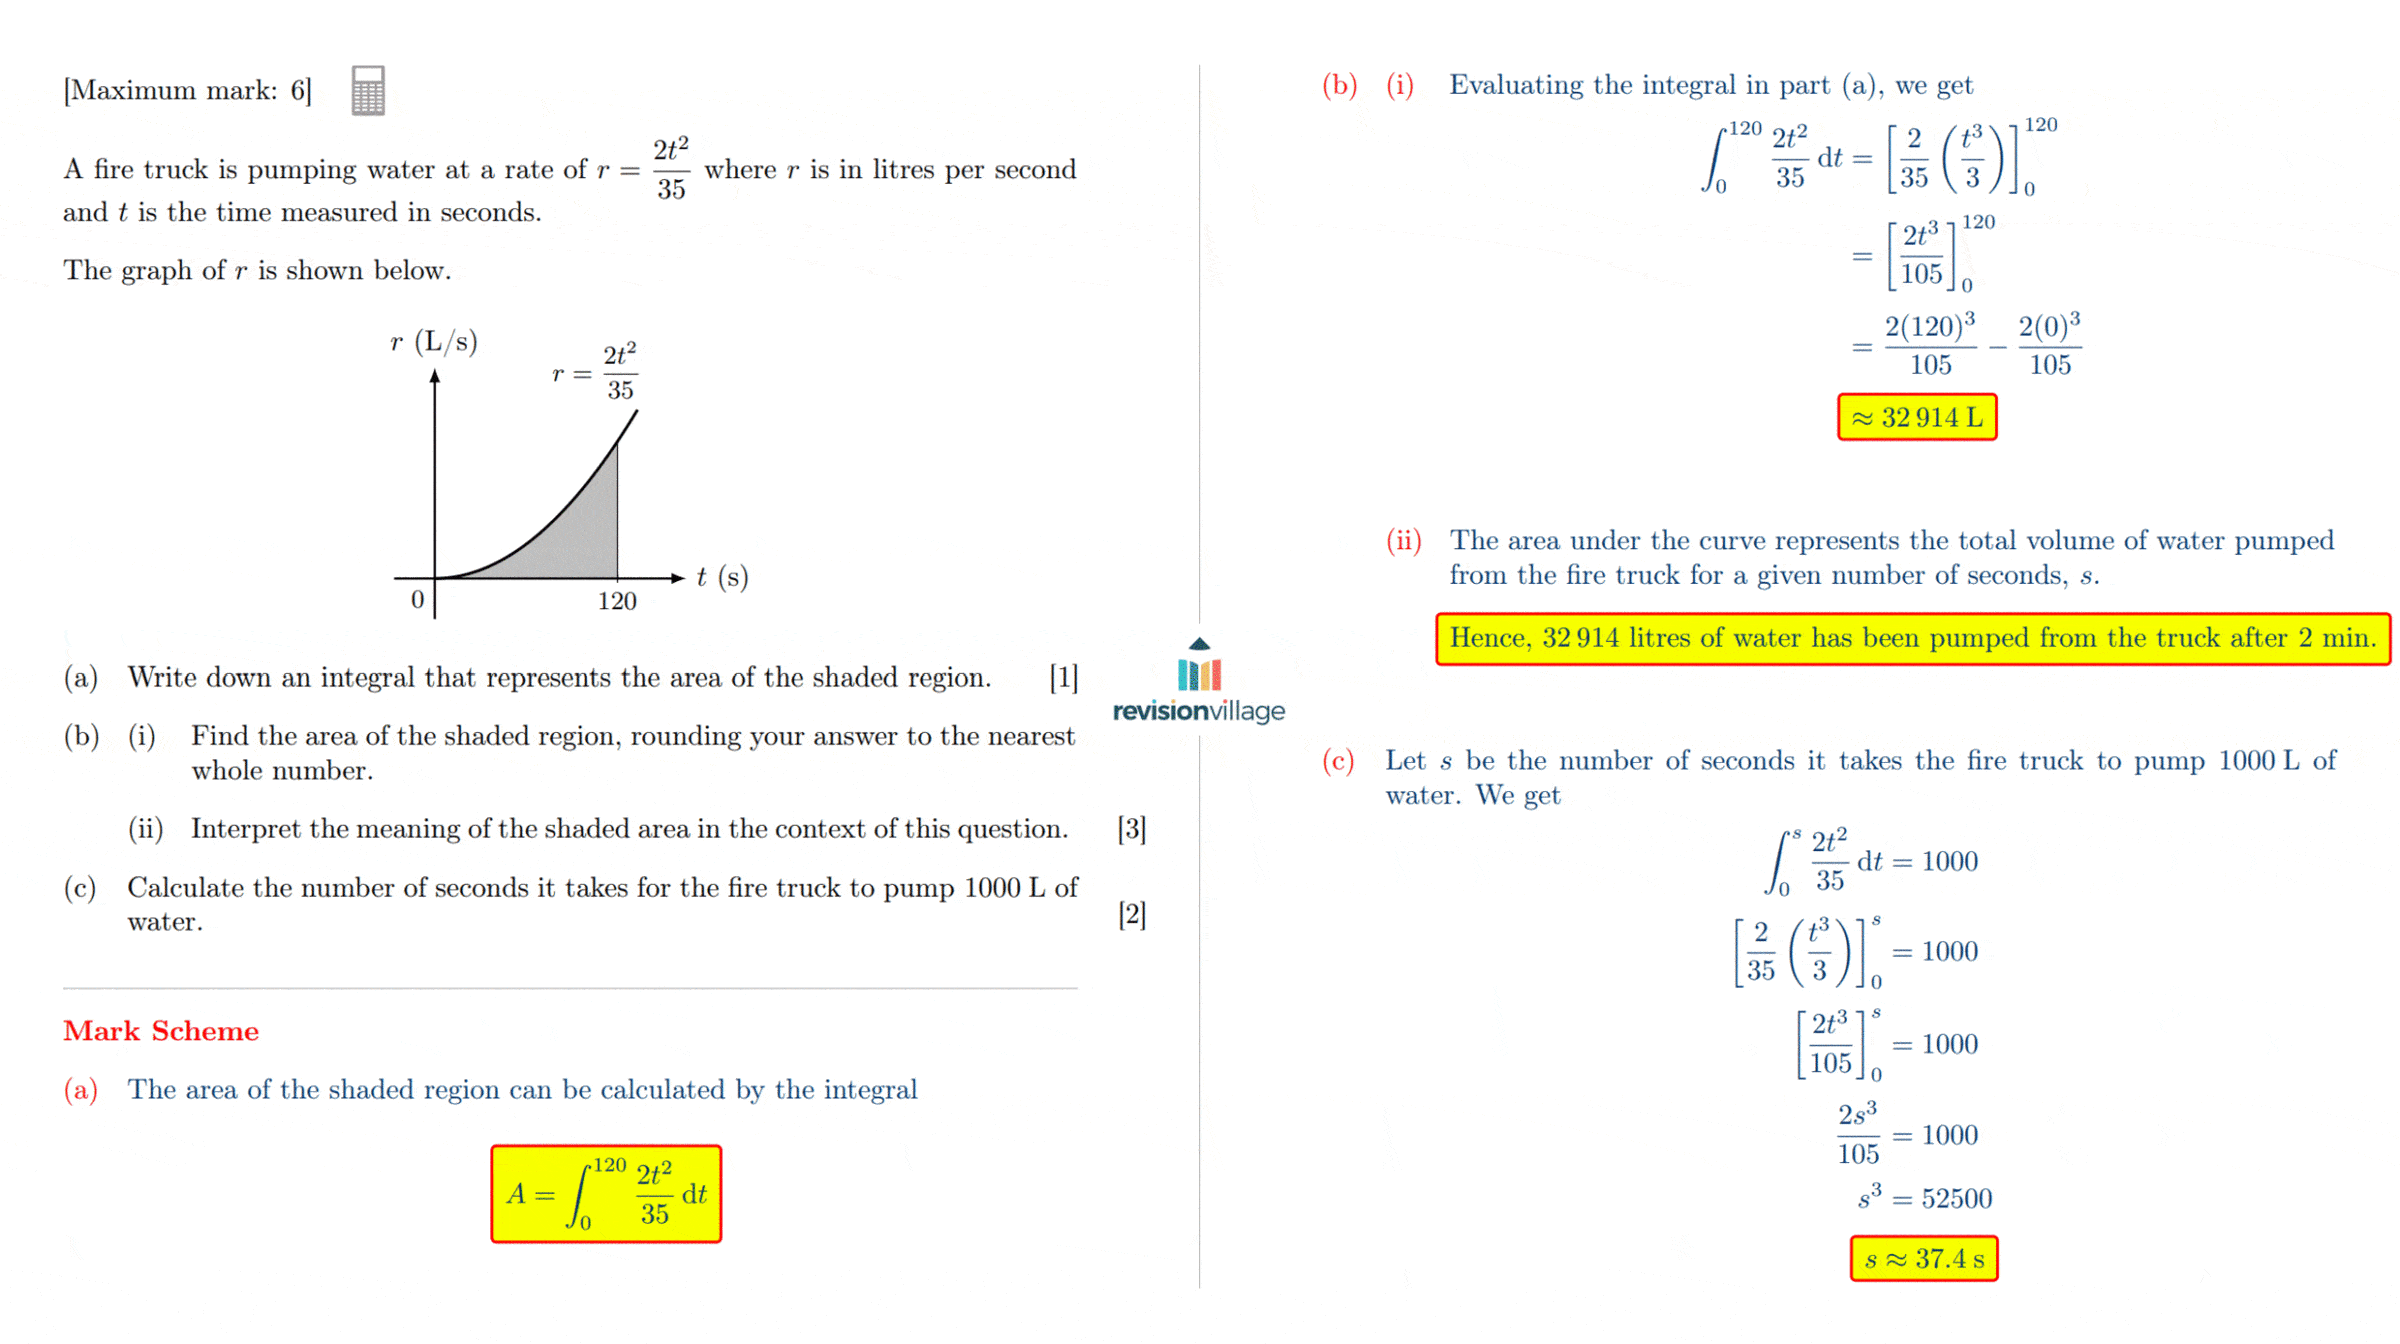 [Maximum mark: 6]
A fire truck is pumping water at a rate of r = \frac{2t^2}{35} where r is in litres per second
and t is the time measured in seconds.
The graph of r is shown below.
r (L/s)
r = \frac{2t^2}{35}
t (s)
0
120
(a) Write down an integral that represents the area of the shaded region. [1]
(b) (i) Find the area of the shaded region, rounding your answer to the nearest
whole number.
(ii) Interpret the meaning of the shaded area in the context of this question. [3]
(c) Calculate the number of seconds it takes for the fire truck to pump 1000 L of
water. [2]
Mark Scheme
(a) The area of the shaded region can be calculated by the integral
A = \int_0^{120} \frac{2t^2}{35} dt
revisionvillage
(b) (i) Evaluating the integral in part (a), we get
\int_0^{120} \frac{2t^2}{35} dt = \left[ \frac{2}{35} \left( \frac{t^3}{3} \right) \right]_0^{120}
= \left[ \frac{2t^3}{105} \right]_0^{120}
= \frac{2(120)^3}{105} − \frac{2(0)^3}{105}
≈ 32 914 L
(ii) The area under the curve represents the total volume of water pumped
from the fire truck for a given number of seconds, s.
Hence, 32 914 litres of water has been pumped from the truck after 2 min.
(c) Let s be the number of seconds it takes the fire truck to pump 1000 L of
water. We get
\int_0^s \frac{2t^2}{35} dt = 1000
\left[ \frac{2}{35} \left( \frac{t^3}{3} \right) \right]_0^s = 1000
\left[ \frac{2t^3}{105} \right]_0^s = 1000
\frac{2s^3}{105} = 1000
s^3 = 52500
s ≈ 37.4 s